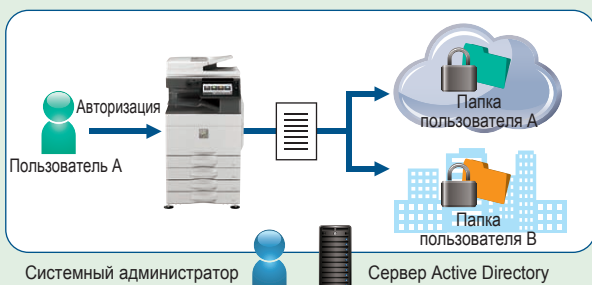 Авторизация
Пользователь А
Папка
пользователя А
Папка
пользователя В
Системный администратор
Сервер Active Directory